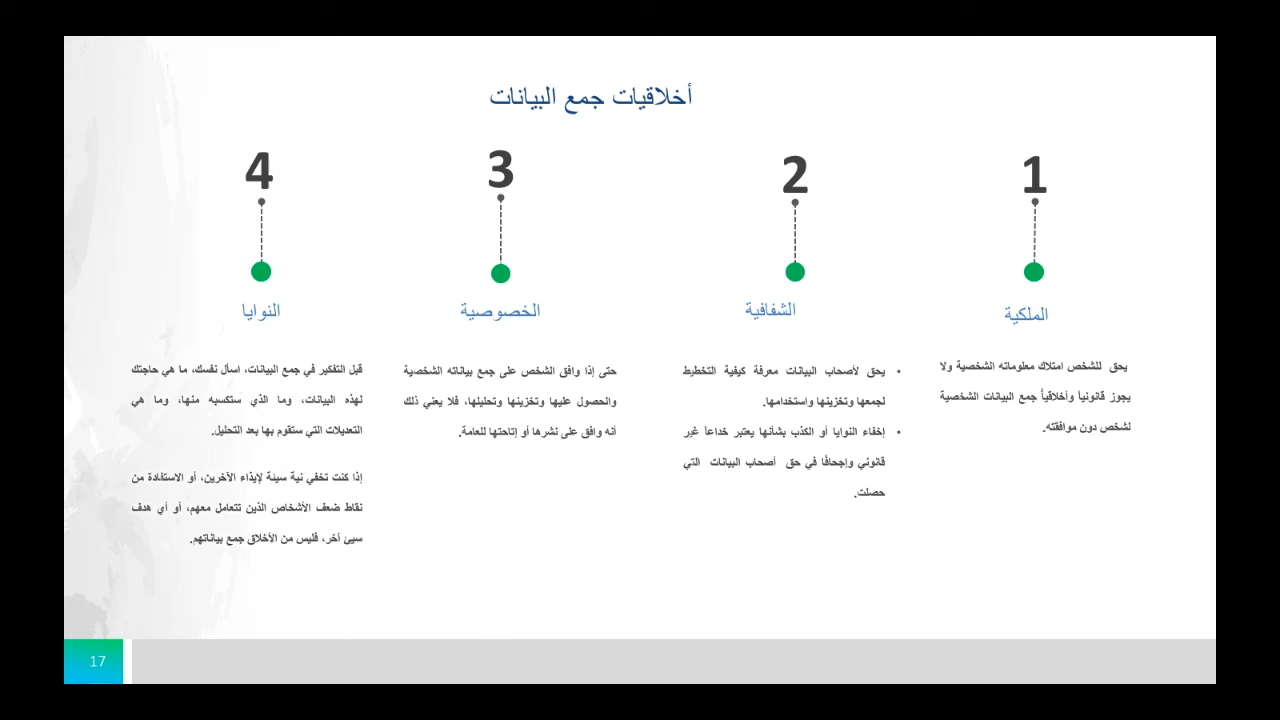 أخلاقيات جمع البيانات
1
الملكية
يحق للشخص امتلاك معلوماته الشخصية ولا
يجوز قانونياً وأخلاقياً جمع البيانات الشخصية
لشخص دون موافقته.
2
الشفافية
• يحق لأصحاب البيانات معرفة كيفية التخطيط
لجمعها وتخزينها واستخدامها.
• إخفاء النوايا أو الكذب بشأنها يعتبر خداعاً غير
قانوني وإجحافًا في حق أصحاب البيانات التي
حصلت.
3
الخصوصية
حتى إذا وافق الشخص على جمع بياناته الشخصية
والحصول عليها وتخزينها وتحليلها، فلا يعني ذلك
أنه وافق على نشرها أو إتاحتها للعامة.
4
النوايا
قبل التفكير في جمع البيانات، اسأل نفسك، ما هي حاجتك
لهذه البيانات، وما الذي ستكسبه منها، وما هي
التعديلات التي ستقوم بها بعد التحليل.
إذا كنت تخفي نية سيئة لإيذاء الآخرين، أو الاستفادة من
نقاط ضعف الأشخاص الذين تتعامل معهم، أو أي هدف
سيئ آخر، فليس من الأخلاق جمع بياناتهم.
17